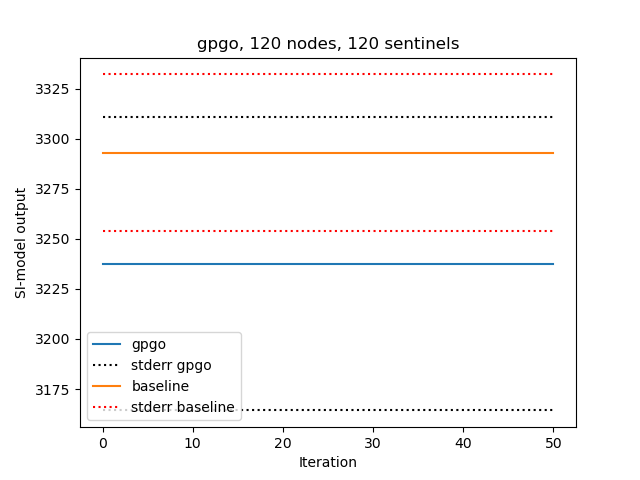 gpgo, 120 nodes, 120 sentinels
SI-model output
3325
3300
3275
3250
3225
3200
3175
gpgo
stderr gpgo
baseline
stderr baseline
0 10 20 30 40 50
Iteration